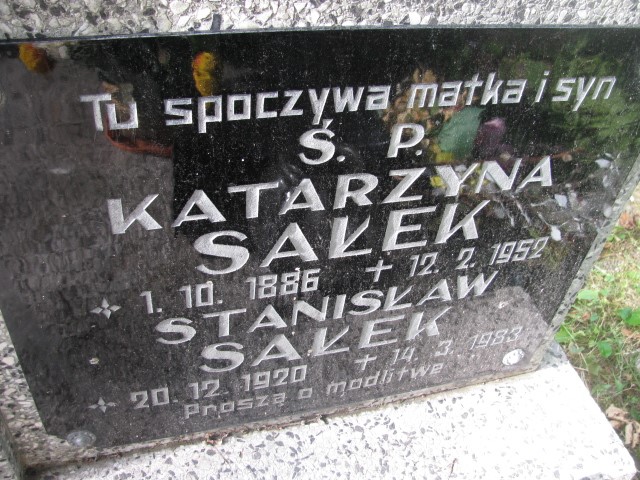 Tu spoczywa matka i syn
Ś. P.
KATARZYNA
SAŁEK
✧ 1. 10. 1886 + 12. 2. 1952
STANISŁAW
SAŁEK
✧ 20. 12. 1920 + 14. 3. 1983
Proszą o modlitwe